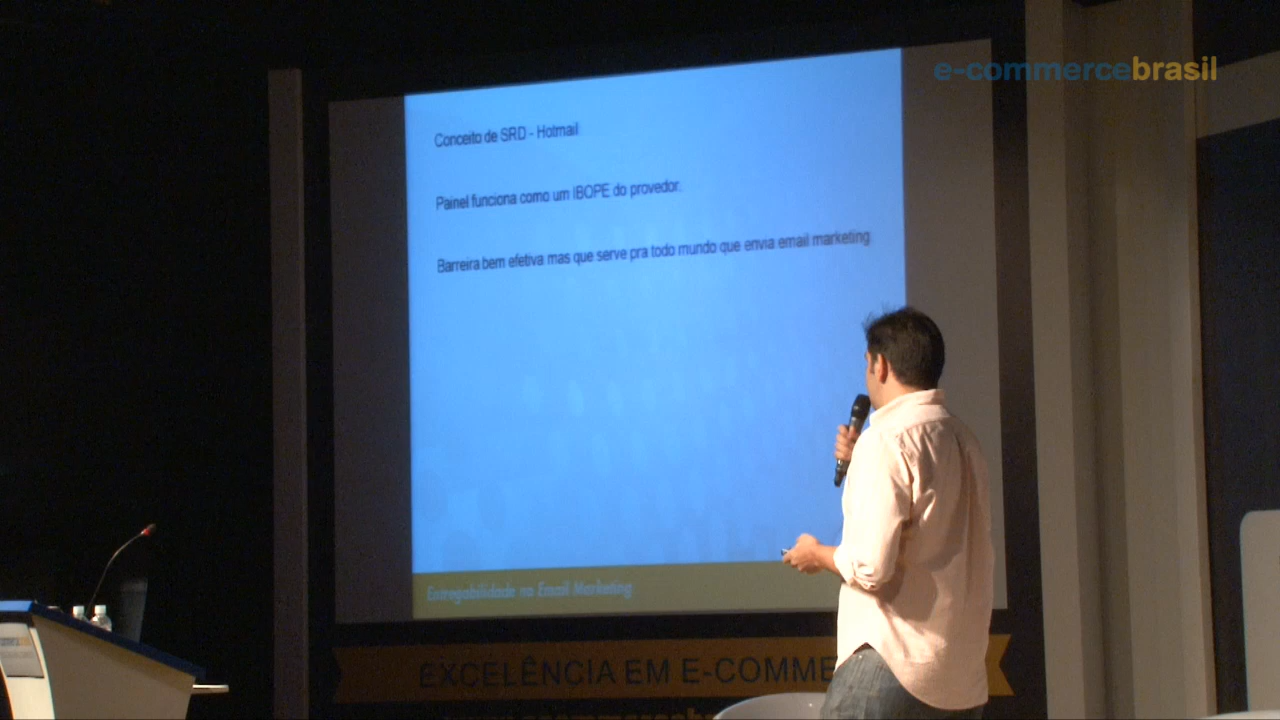 e-commercebrasil
Conceito de SRD - Hotmail
Painel funciona como um IBOPE do provedor.
Barreira bem efetiva mas que serve pra todo mundo que envia email marketing
Entregabilidade no Email Marketing
EXCELÊNCIA EM E-COMME